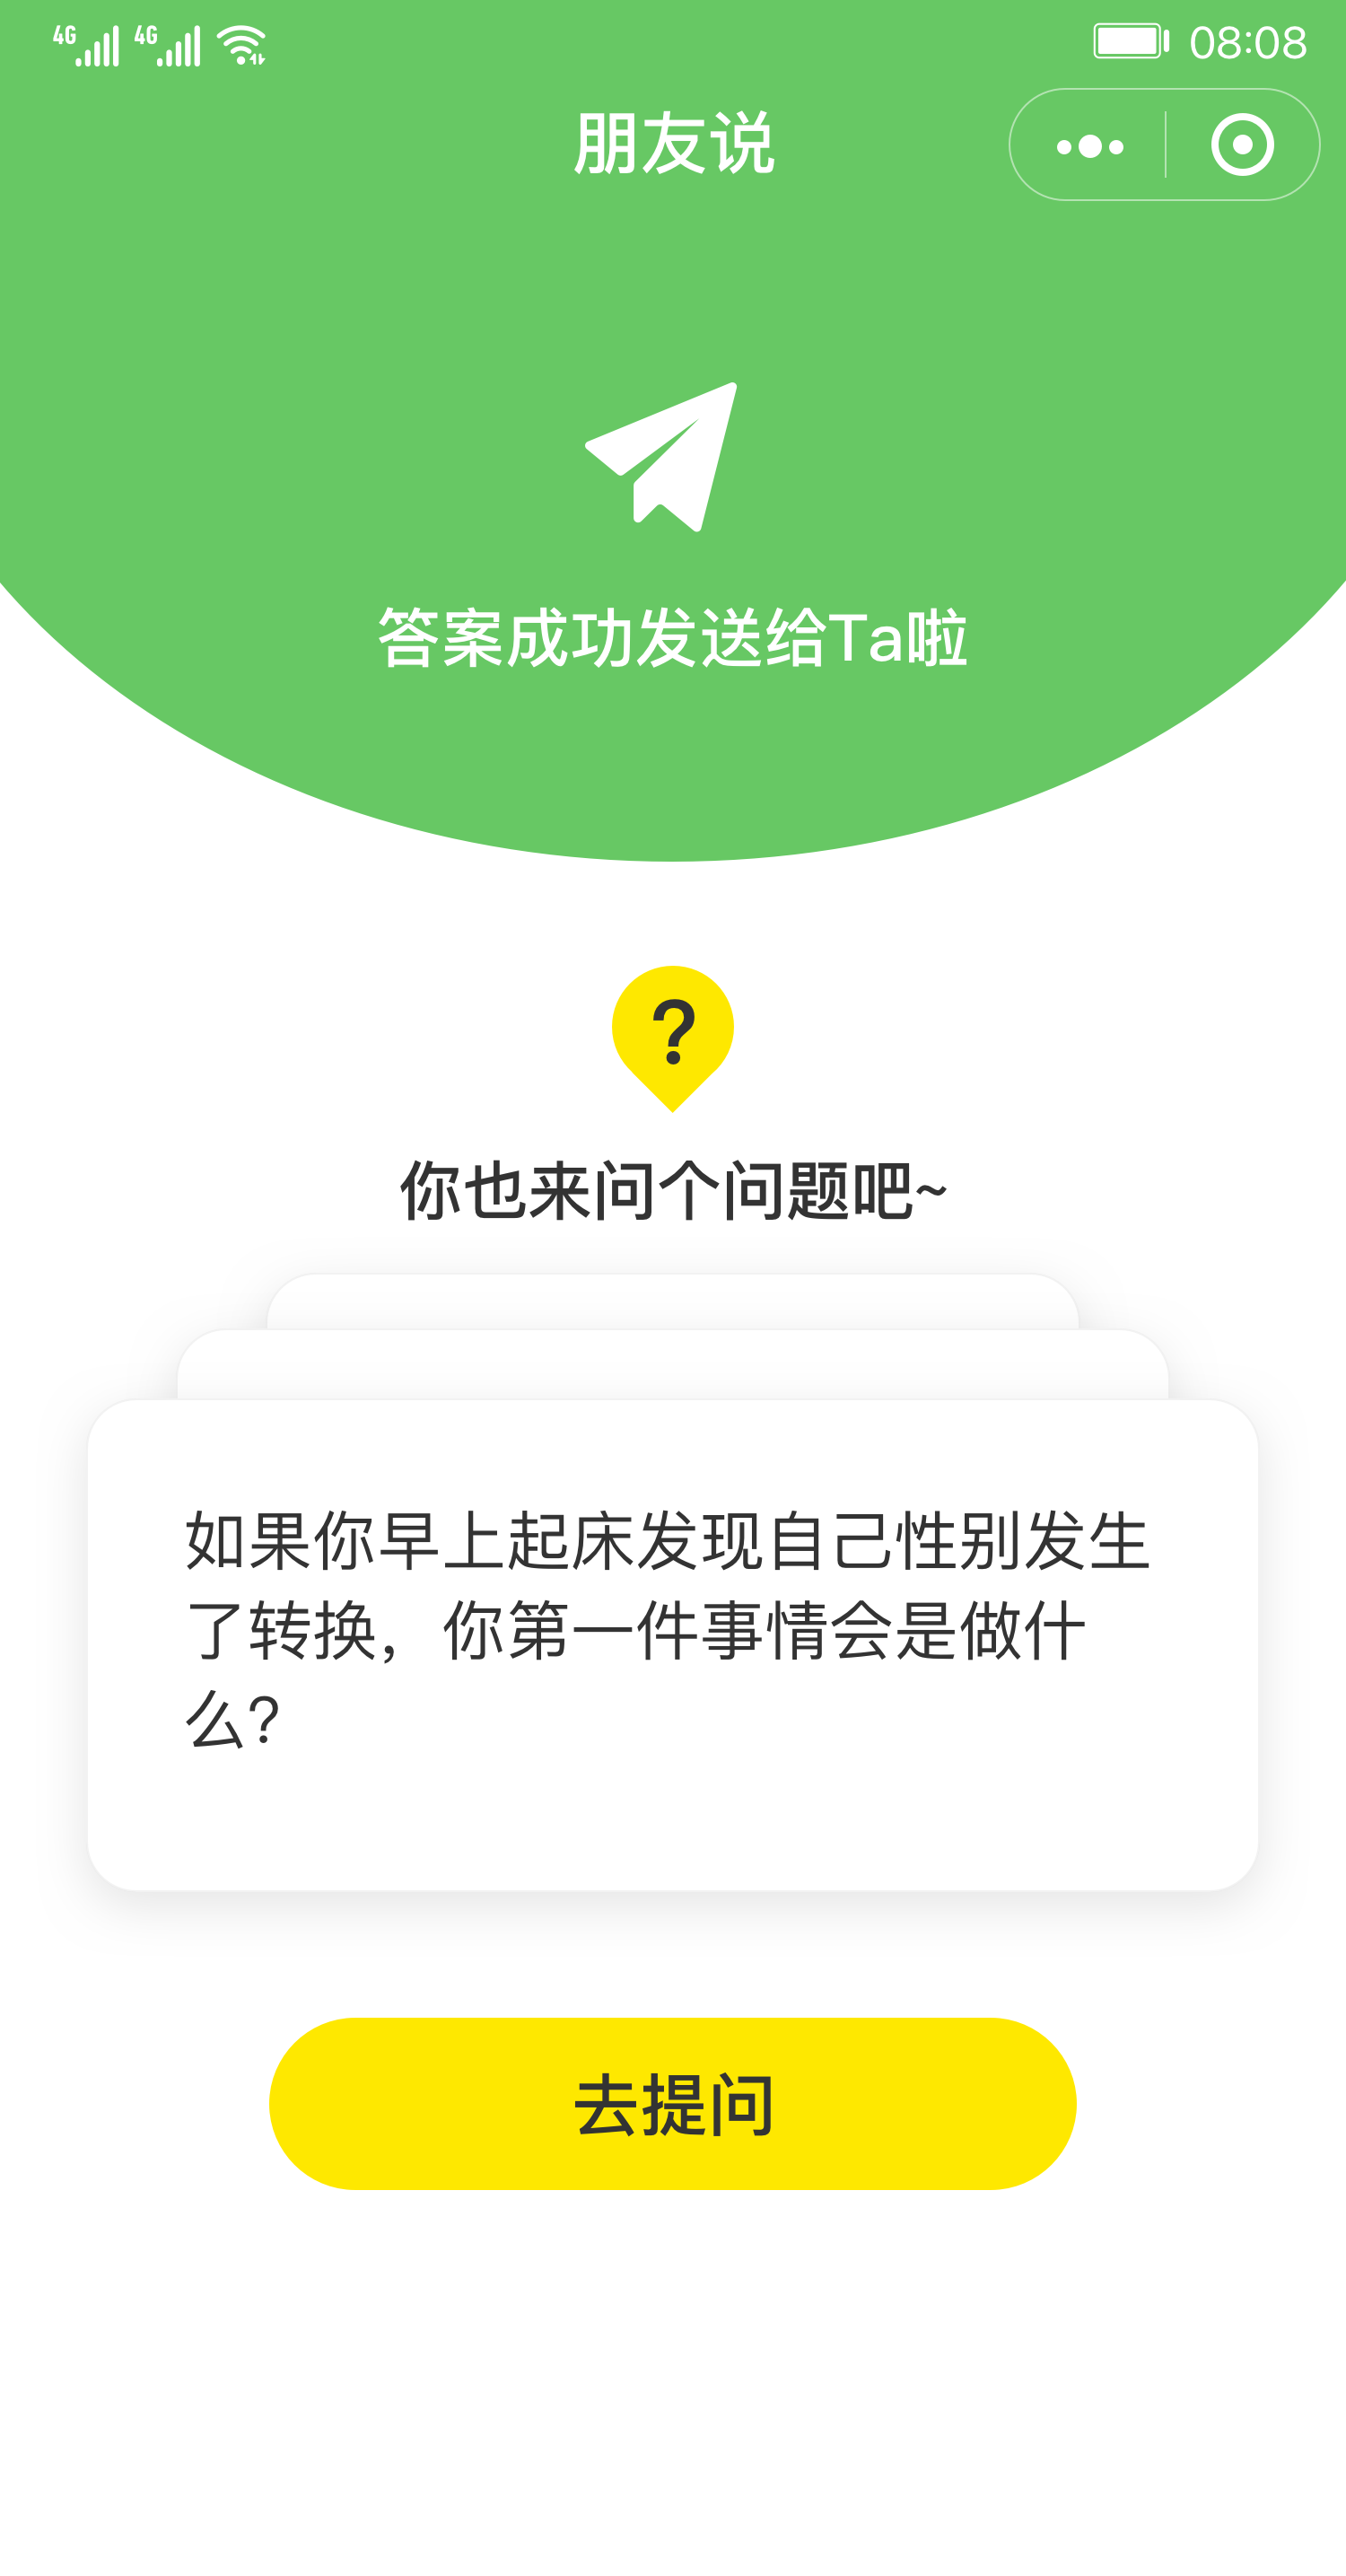 4G 4G 08:08
朋友说
答案成功发送给Ta啦
?
你也来问个问题吧~
如果你早上起床发现自己性别发生
了转换，你第一件事情会是做什
么?
去提问